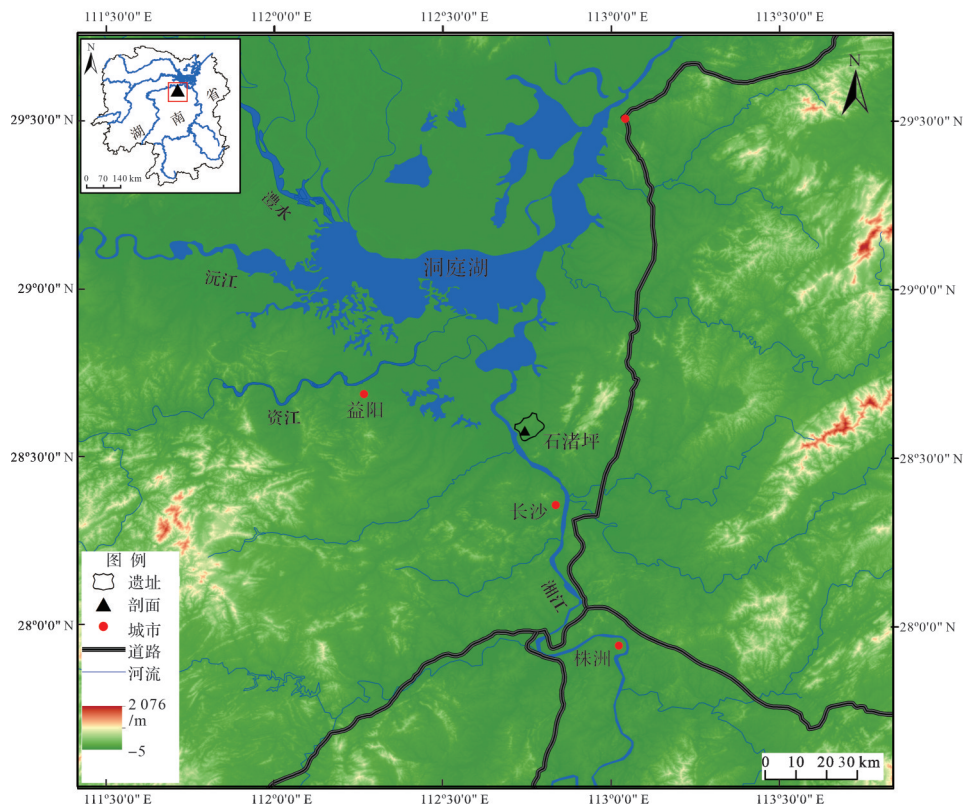 111°30′0″E
112°0′0″E
112°30′0″E
113°0′0″E
113°30′0″E
N
湖
南
省
0 70 140 km
N
29°30′0″N
29°30′0″N
澧水
洞庭湖
沅江
29°0′0″N
29°0′0″N
资江
益阳
石渚坪
28°30′0″N
28°30′0″N
长沙
湘江
图 例
遗址
剖面
城市
道路
河流
2 076
/m
−5
28°0′0″N
28°0′0″N
株洲
0 10 20 30 km
111°30′0″E
112°0′0″E
112°30′0″E
113°0′0″E
113°30′0″E